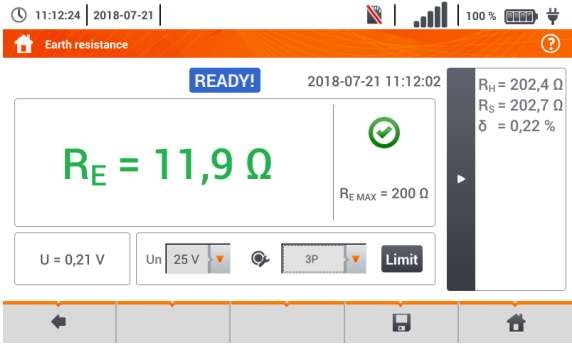 11:12:24 2018-07-21 100 %
Earth resistance ?
READY! 2018-07-21 11:12:02
RE = 11,9 Ω
RE MAX = 200 Ω
RH = 202,4 Ω
RS = 202,7 Ω
δ = 0,22 %
U = 0,21 V
Un 25 V 3P Limit